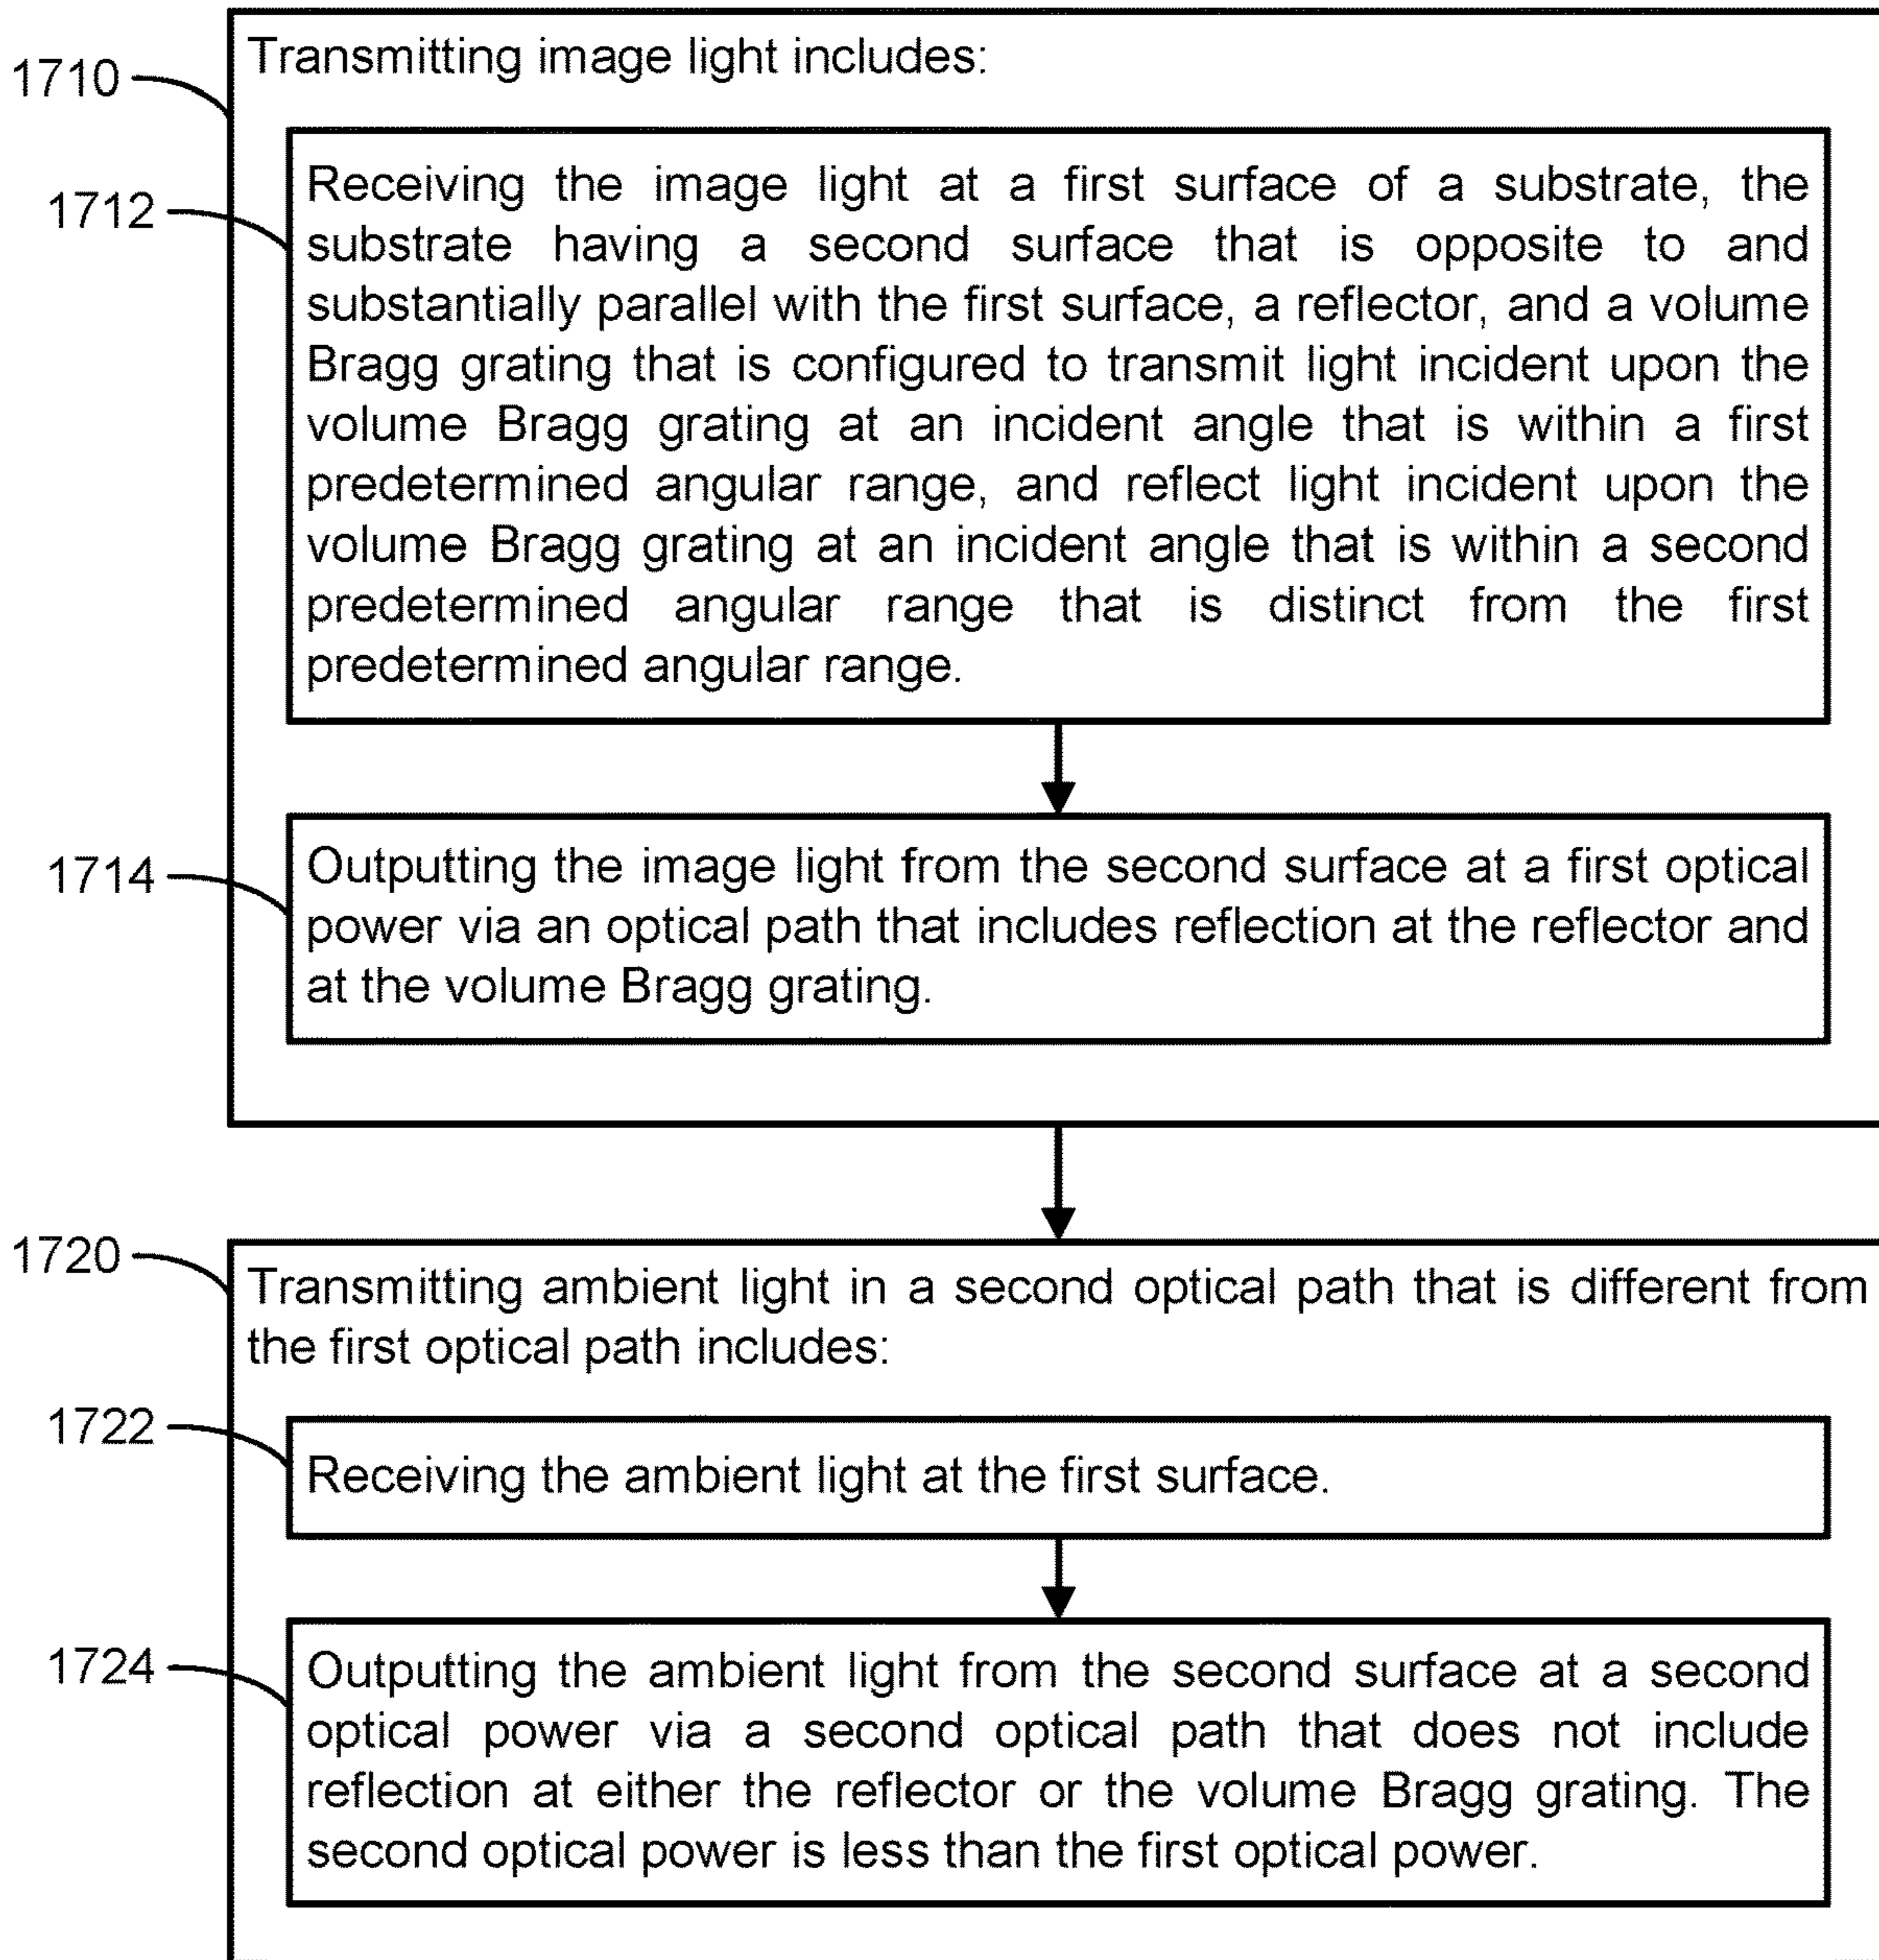 1710
Transmitting image light includes:
1712
Receiving the image light at a first surface of a substrate, the
substrate having a second surface that is opposite to and
substantially parallel with the first surface, a reflector, and a volume
Bragg grating that is configured to transmit light incident upon the
volume Bragg grating at an incident angle that is within a first
predetermined angular range, and reflect light incident upon the
volume Bragg grating at an incident angle that is within a second
predetermined angular range that is distinct from the first
predetermined angular range.
1714
Outputting the image light from the second surface at a first optical
power via an optical path that includes reflection at the reflector and
at the volume Bragg grating.
1720
Transmitting ambient light in a second optical path that is different from
the first optical path includes:
1722
Receiving the ambient light at the first surface.
1724
Outputting the ambient light from the second surface at a second
optical power via a second optical path that does not include
reflection at either the reflector or the volume Bragg grating. The
second optical power is less than the first optical power.